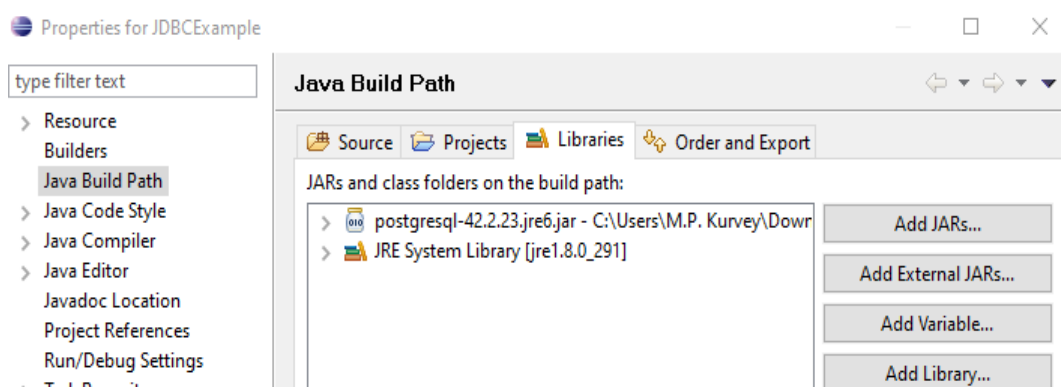 Properties for JDBCExample
type filter text
Resource
Builders
Java Build Path
Java Code Style
Java Compiler
Java Editor
Javadoc Location
Project References
Run/Debug Settings
Java Build Path
Source Projects Libraries Order and Export
JARs and class folders on the build path:
postgresql-42.2.23.jre6.jar - C:\Users\M.P. Kurvey\Down
JRE System Library [jre1.8.0_291]
Add JARs...
Add External JARs...
Add Variable...
Add Library...